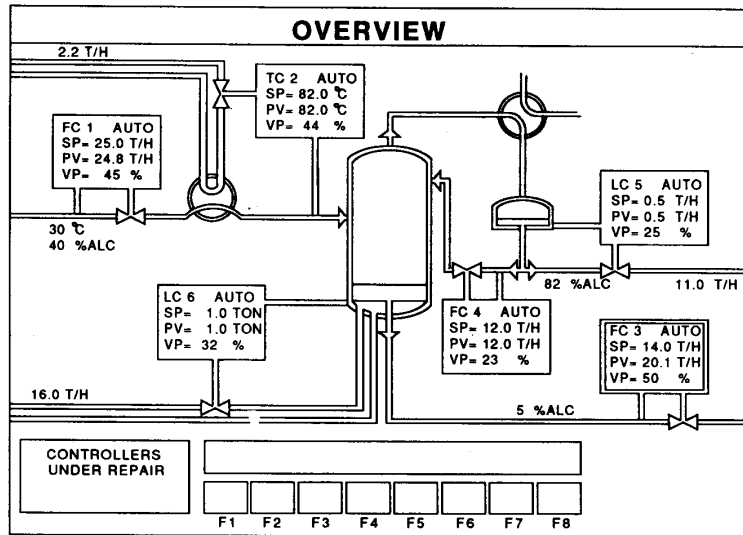 OVERVIEW
2.2 T/H
TC 2 AUTO
SP= 82.0 °C
PV= 82.0 °C
VP= 44 %
FC 1 AUTO
SP= 25.0 T/H
PV= 24.8 T/H
VP= 45 %
30 °C
40 %ALC
LC 5 AUTO
SP= 0.5 T/H
PV= 0.5 T/H
VP= 25 %
82 %ALC
11.0 T/H
LC 6 AUTO
SP= 1.0 TON
PV= 1.0 TON
VP= 32 %
FC 4 AUTO
SP= 12.0 T/H
PV= 12.0 T/H
VP= 23 %
FC 3 AUTO
SP= 14.0 T/H
PV= 20.1 T/H
VP= 50 %
16.0 T/H
5 %ALC
CONTROLLERS
UNDER REPAIR
F1 F2 F3 F4 F5 F6 F7 F8